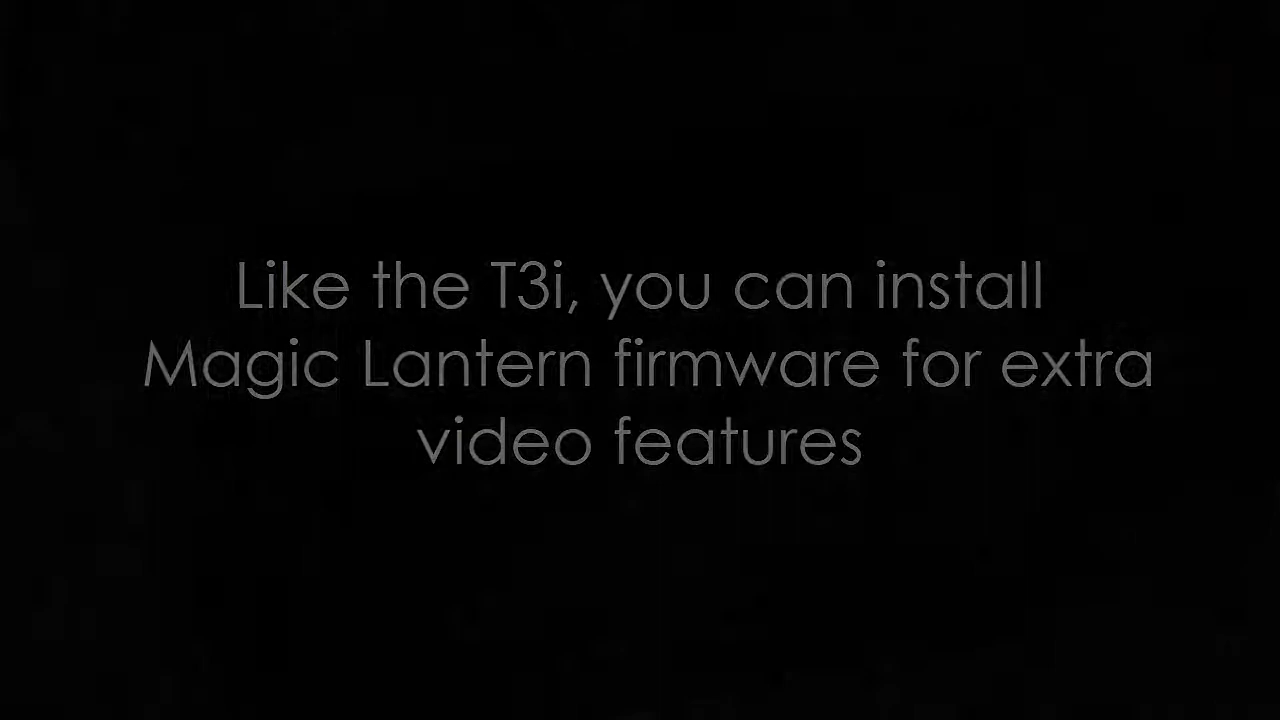 Like the T3i, you can install
Magic Lantern firmware for extra
video features